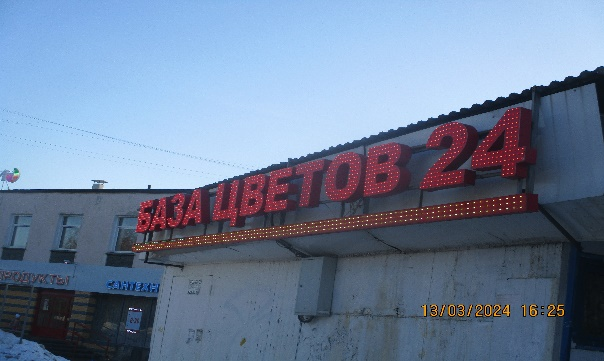 БАЗА ЦВЕТОВ 24
ПРОДУКТЫ
САНТЕХН
13/03/2024 16:25